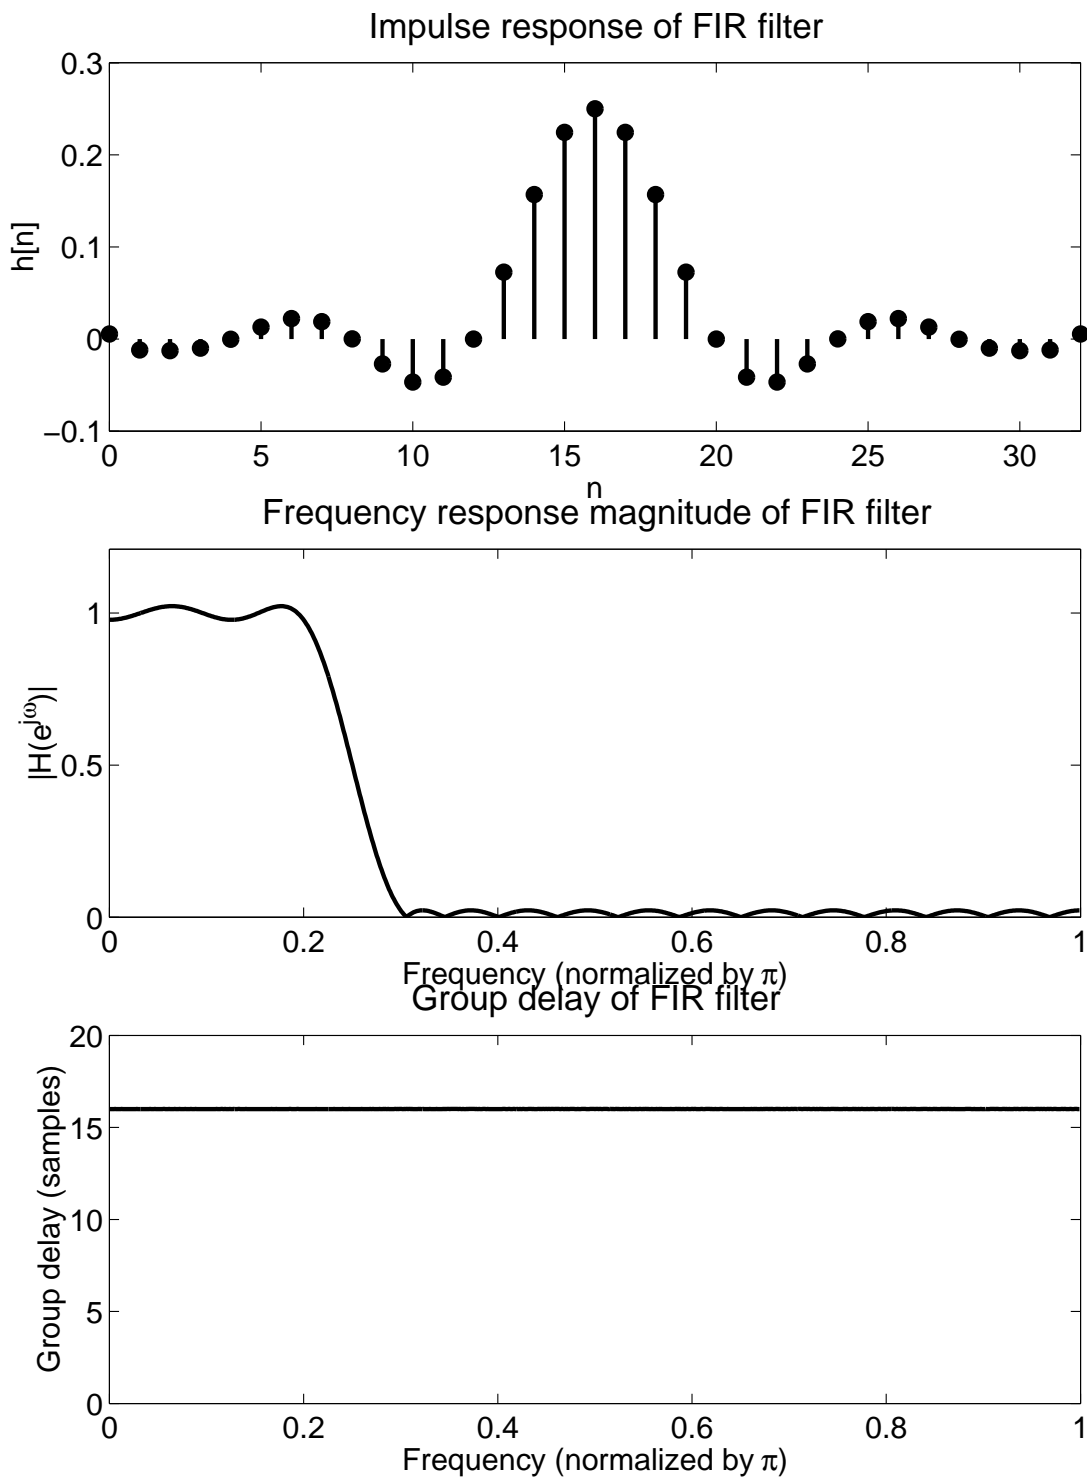 Impulse response of FIR filter
h[n]
0.3
0.2
0.1
0
−0.1
0 5 10 15 20 25 30
n
Frequency response magnitude of FIR filter
|H(e^{jω})|
1
0.5
0
0 0.2 0.4 0.6 0.8 1
Frequency (normalized by π)
Group delay of FIR filter
Group delay (samples)
20
15
10
5
0
0 0.2 0.4 0.6 0.8 1
Frequency (normalized by π)